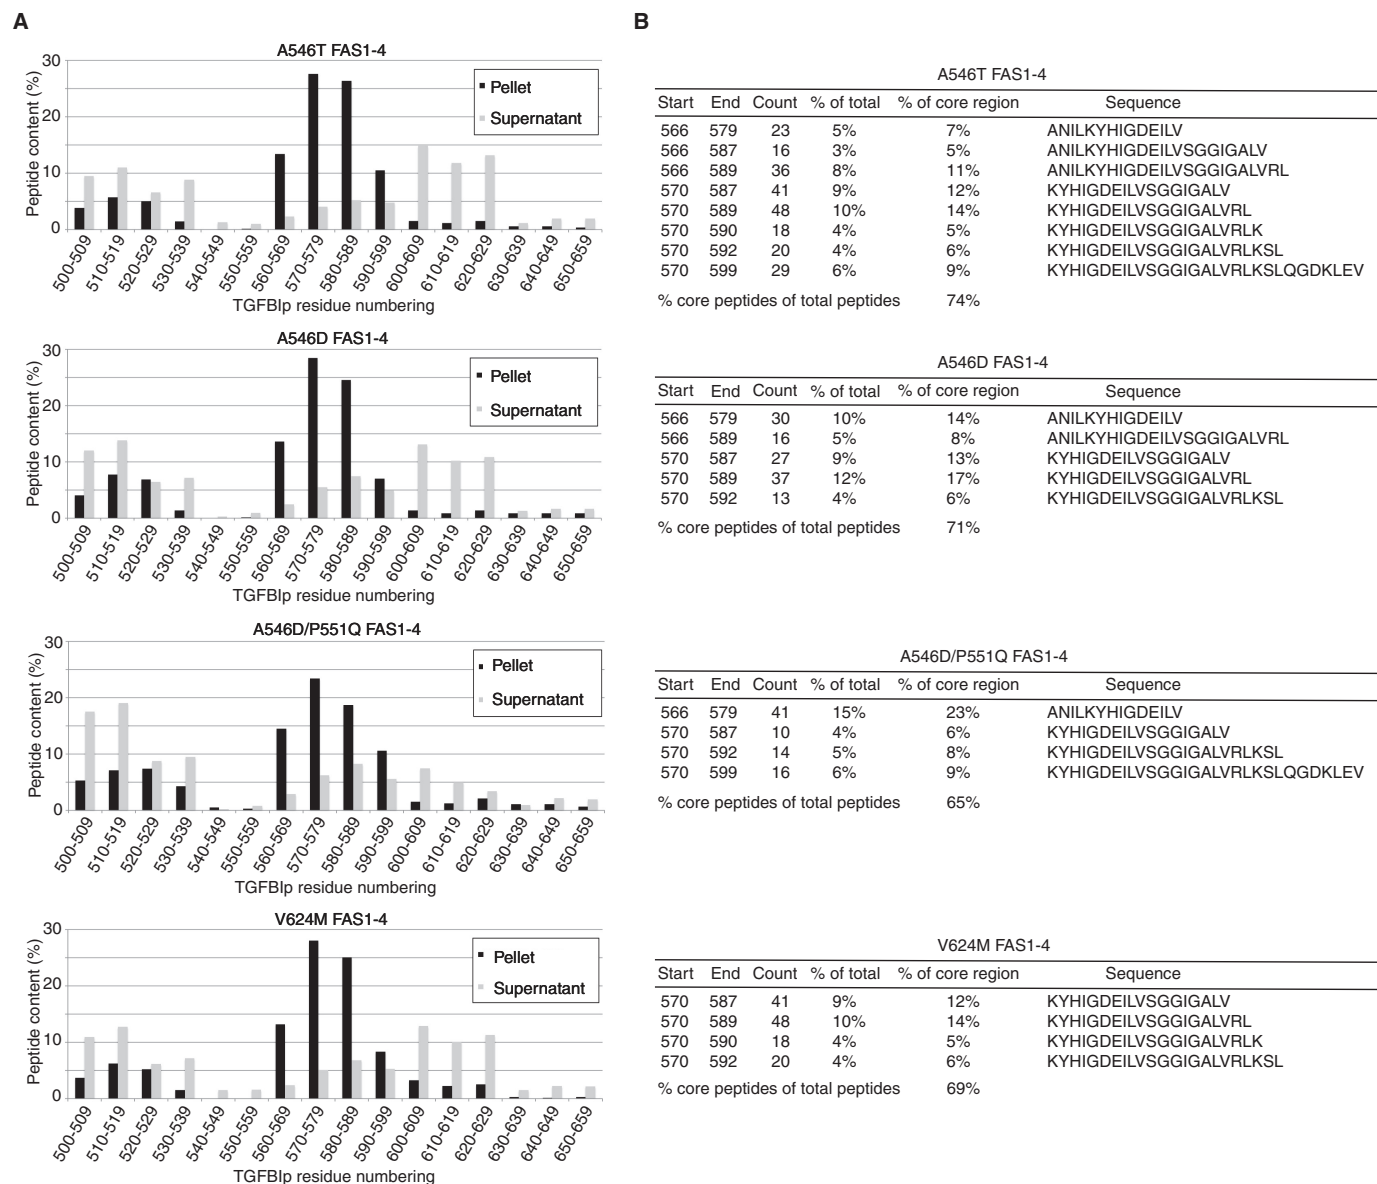 A
A546T FAS1-4
Peptide content (%)
30
20
10
0
Pellet
Supernatant
500-509
510-519
520-529
530-539
540-549
550-559
560-569
570-579
580-589
590-599
600-609
610-619
620-629
630-639
640-649
650-659
TGFBIp residue numbering
A546D FAS1-4
Peptide content (%)
30
20
10
0
Pellet
Supernatant
500-509
510-519
520-529
530-539
540-549
550-559
560-569
570-579
580-589
590-599
600-609
610-619
620-629
630-639
640-649
650-659
TGFBIp residue numbering
A546D/P551Q FAS1-4
Peptide content (%)
30
20
10
0
Pellet
Supernatant
500-509
510-519
520-529
530-539
540-549
550-559
560-569
570-579
580-589
590-599
600-609
610-619
620-629
630-639
640-649
650-659
TGFBIp residue numbering
V624M FAS1-4
Peptide content (%)
30
20
10
0
Pellet
Supernatant
500-509
510-519
520-529
530-539
540-549
550-559
560-569
570-579
580-589
590-599
600-609
610-619
620-629
630-639
640-649
650-659
TGFBIp residue numbering
B
A546T FAS1-4
Start End Count % of total % of core region Sequence
566 579 23 5% 7% ANILKYHIGDEILV
566 587 16 3% 5% ANILKYHIGDEILVSGGIGALV
566 589 36 8% 11% ANILKYHIGDEILVSGGIGALVRL
570 587 41 9% 12% KYHIGDEILVSGGIGALV
570 589 48 10% 14% KYHIGDEILVSGGIGALVRL
570 590 18 4% 5% KYHIGDEILVSGGIGALVRLK
570 592 20 4% 6% KYHIGDEILVSGGIGALVRLKSL
570 599 29 6% 9% KYHIGDEILVSGGIGALVRLKSLQGDKLEV
% core peptides of total peptides 74%
A546D FAS1-4
Start End Count % of total % of core region Sequence
566 579 30 10% 14% ANILKYHIGDEILV
566 589 16 5% 8% ANILKYHIGDEILVSGGIGALVRL
570 587 27 9% 13% KYHIGDEILVSGGIGALV
570 589 37 12% 17% KYHIGDEILVSGGIGALVRL
570 592 13 4% 6% KYHIGDEILVSGGIGALVRLKSL
% core peptides of total peptides 71%
A546D/P551Q FAS1-4
Start End Count % of total % of core region Sequence
566 579 41 15% 23% ANILKYHIGDEILV
570 587 10 4% 6% KYHIGDEILVSGGIGALV
570 592 14 5% 8% KYHIGDEILVSGGIGALVRLKSL
570 599 16 6% 9% KYHIGDEILVSGGIGALVRLKSLQGDKLEV
% core peptides of total peptides 65%
V624M FAS1-4
Start End Count % of total % of core region Sequence
570 587 41 9% 12% KYHIGDEILVSGGIGALV
570 589 48 10% 14% KYHIGDEILVSGGIGALVRL
570 590 18 4% 5% KYHIGDEILVSGGIGALVRLK
570 592 20 4% 6% KYHIGDEILVSGGIGALVRLKSL
% core peptides of total peptides 69%